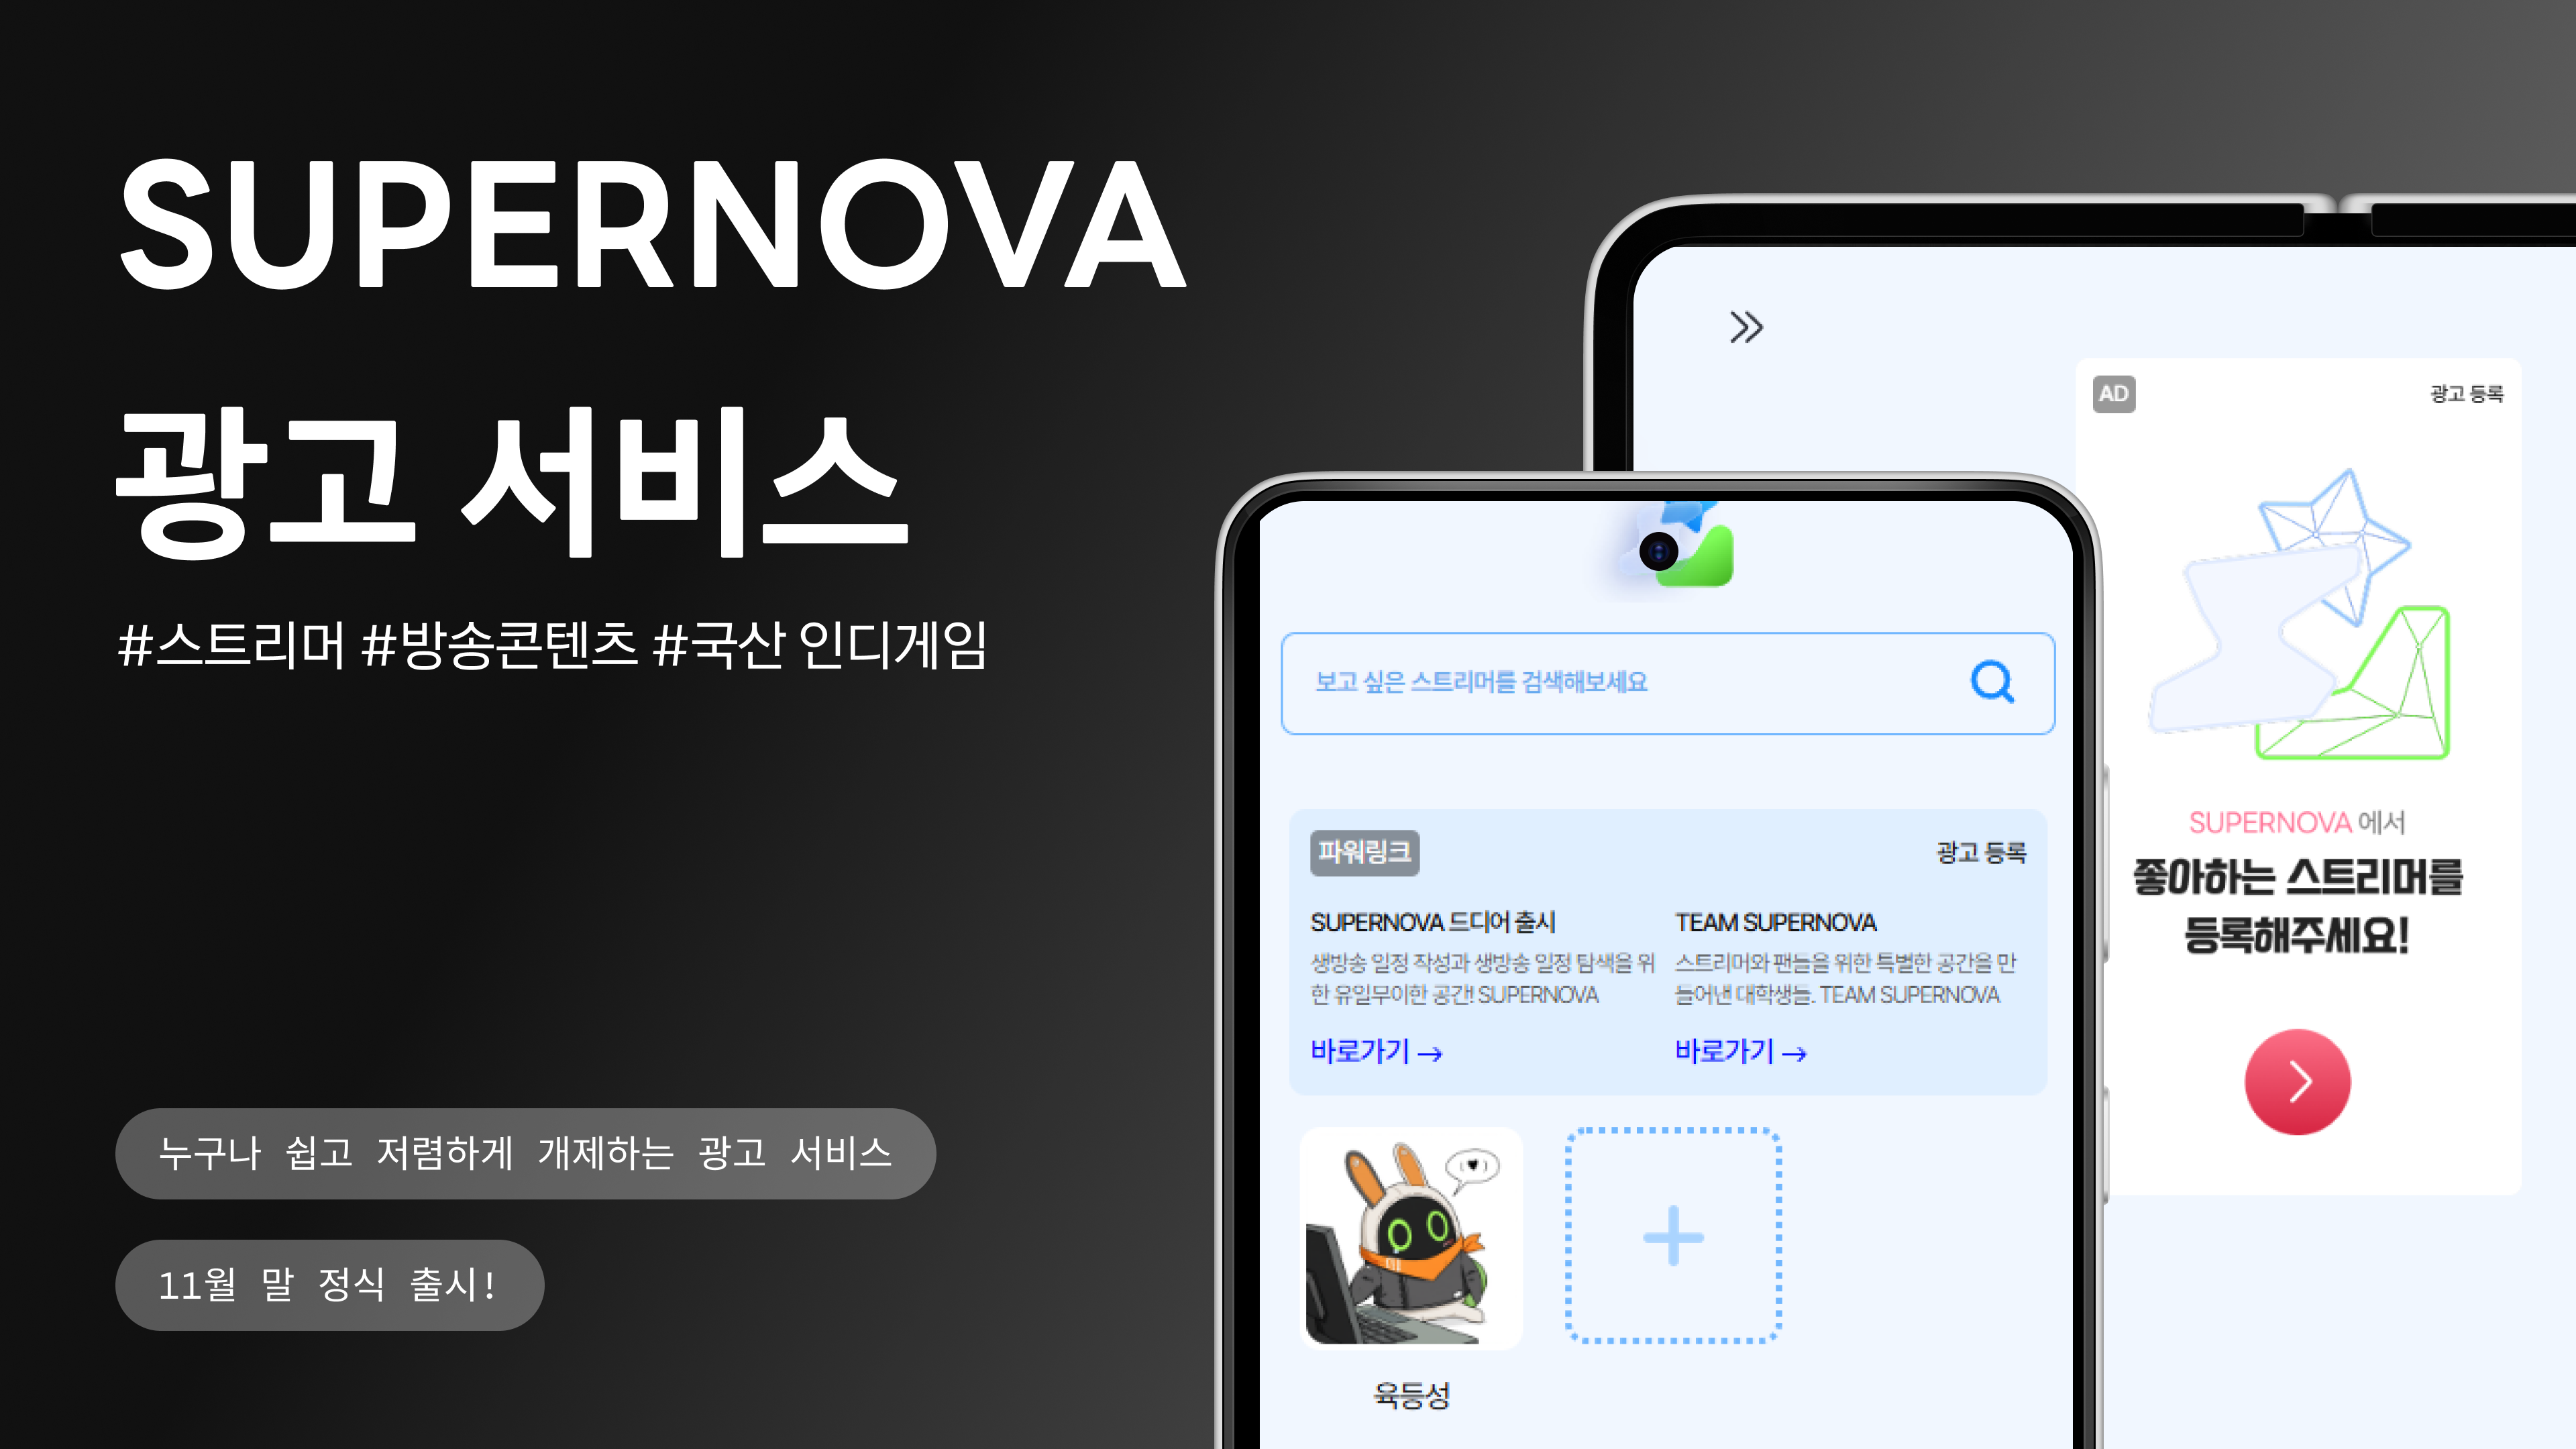 SUPERNOVA
광고 서비스
#스트리머 #방송콘텐츠 #국산 인디게임
누구나 쉽고 저렴하게 개제하는 광고 서비스
11월 말 정식 출시!
보고 싶은 스트리머를 검색해보세요
파워링크
광고 등록
SUPERNOVA 드디어 출시
생방송 일정 작성과 생방송 일정 탐색을 위
한 유일무이한 공간! SUPERNOVA
바로가기 →
TEAM SUPERNOVA
스트리머와 팬들을 위한 특별한 공간을 만
들어낸 대학생들. TEAM SUPERNOVA
바로가기 →
육등성
AD
광고 등록
SUPERNOVA 에서
좋아하는 스트리머를
등록해주세요!